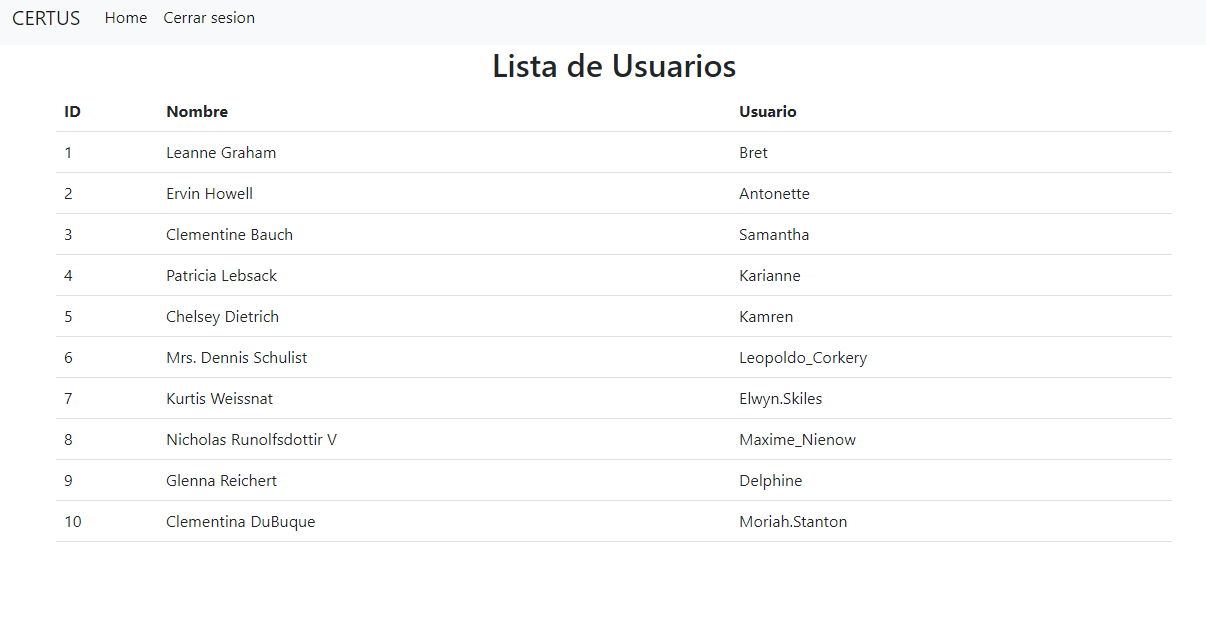 CERTUS Home Cerrar sesion
Lista de Usuarios
ID Nombre Usuario
1 Leanne Graham Bret
2 Ervin Howell Antonette
3 Clementine Bauch Samantha
4 Patricia Lebsack Karianne
5 Chelsey Dietrich Kamren
6 Mrs. Dennis Schulist Leopoldo_Corkery
7 Kurtis Weissnat Elwyn.Skiles
8 Nicholas Runolfsdottir V Maxime_Nienow
9 Glenna Reichert Delphine
10 Clementina DuBuque Moriah.Stanton